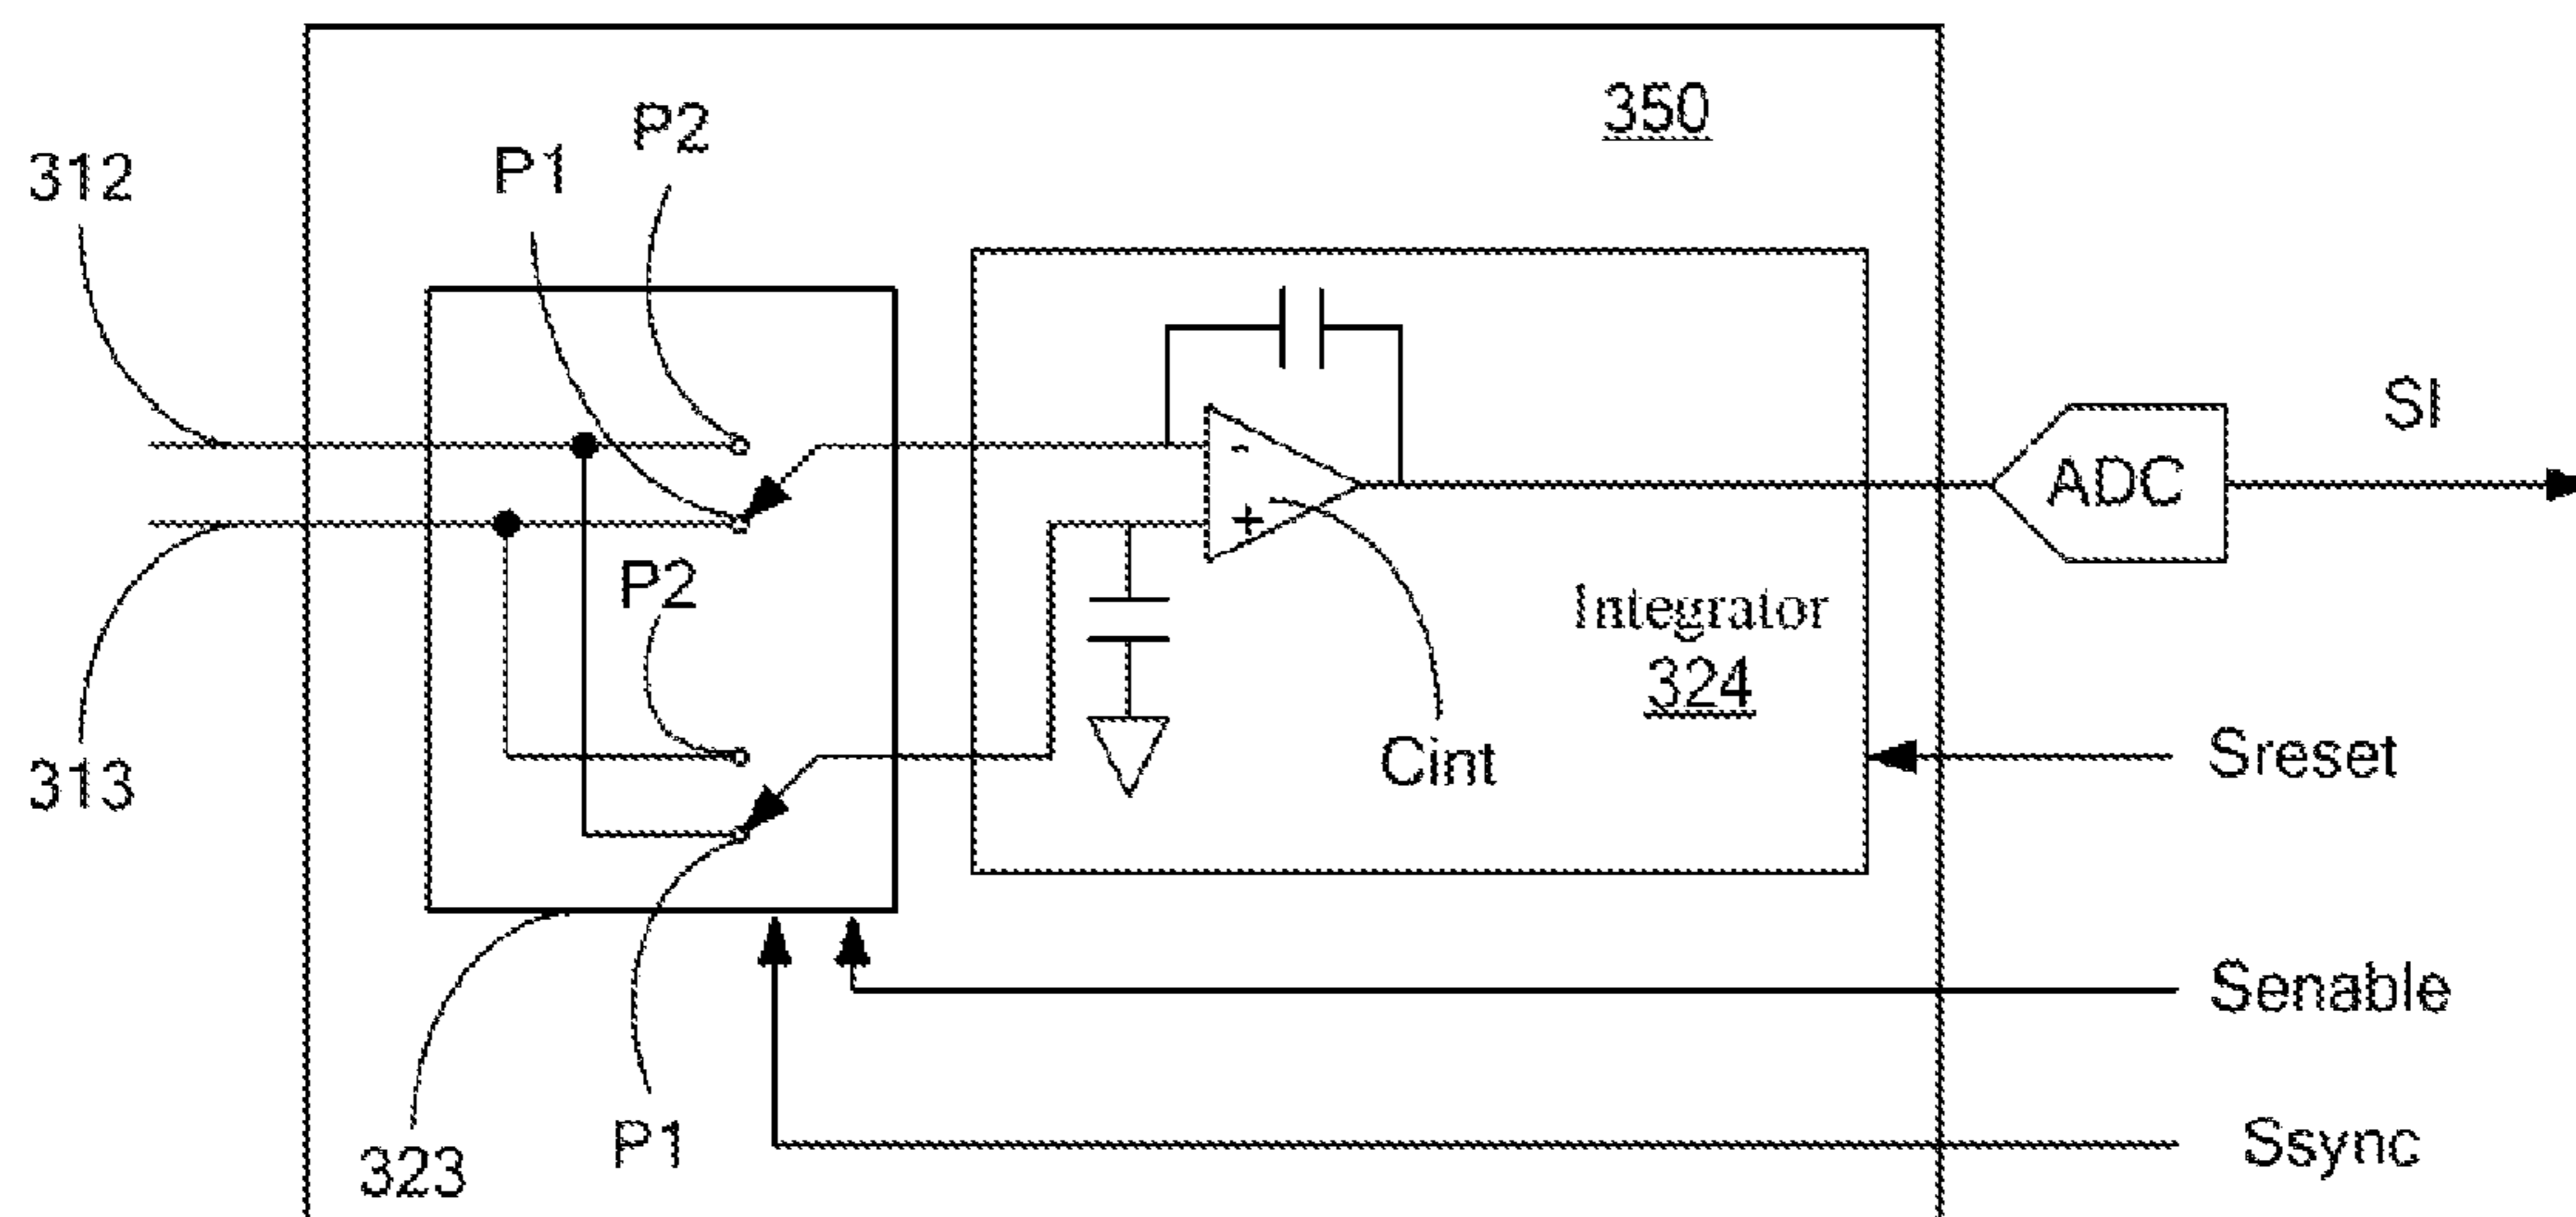 350
P2
P1
312
SI
ADC
-
+
P2
Integrator
324
Cint
Sreset
313
Senable
P1
Ssync
323